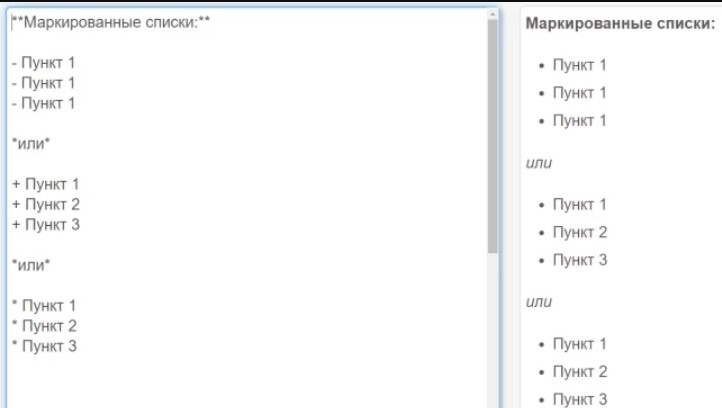 **Маркированные списки:**
- Пункт 1
- Пункт 1
- Пункт 1
*или*
+ Пункт 1
+ Пункт 2
+ Пункт 3
*или*
* Пункт 1
* Пункт 2
* Пункт 3
Маркированные списки:
• Пункт 1
• Пункт 1
• Пункт 1
или
• Пункт 1
• Пункт 2
• Пункт 3
или
• Пункт 1
• Пункт 2
• Пункт 3